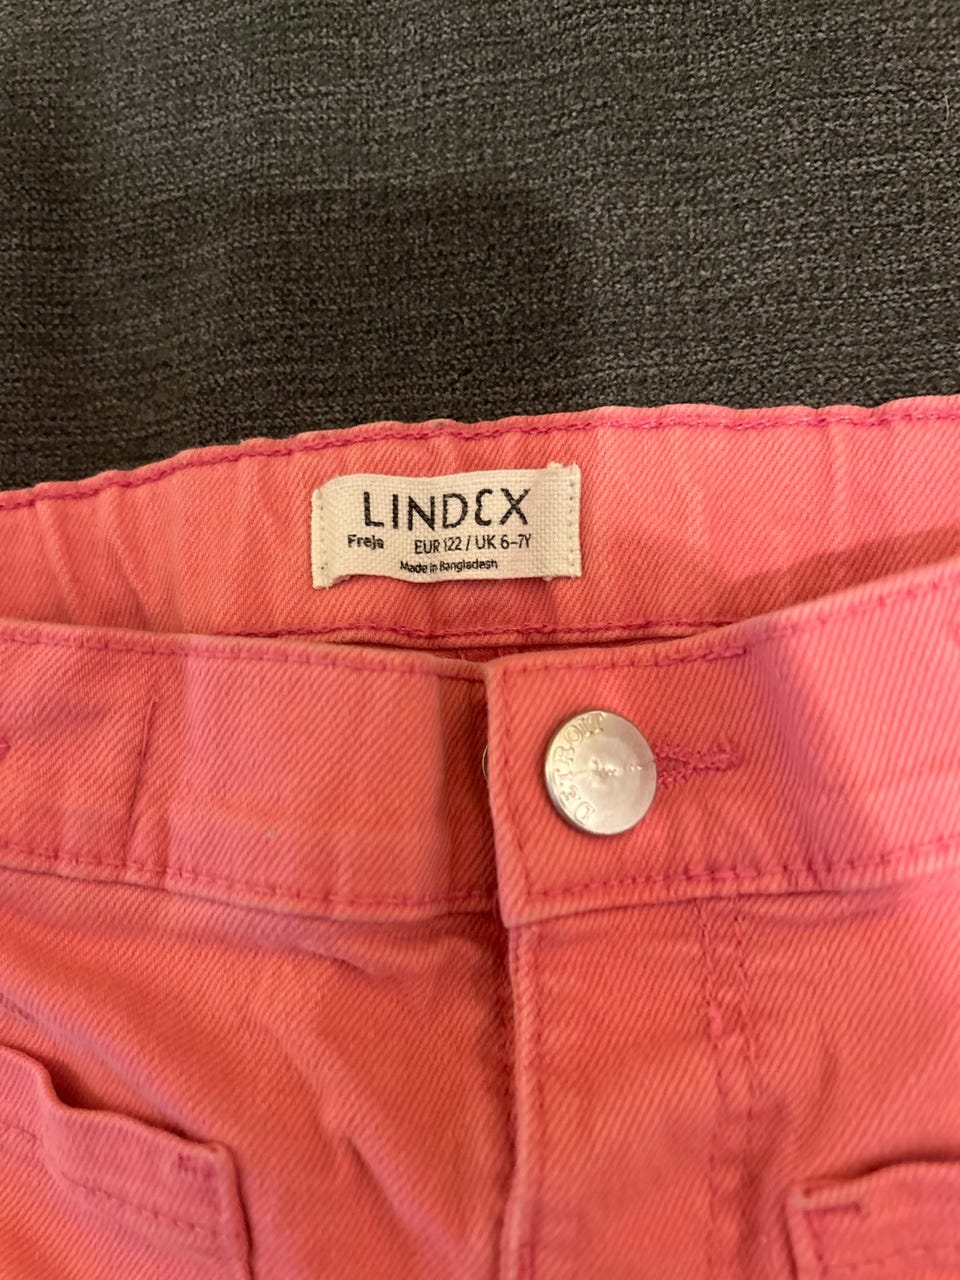 LINDEX
Freja EUR 122 / UK 6-7Y
Made in Bangladesh
DETROIT